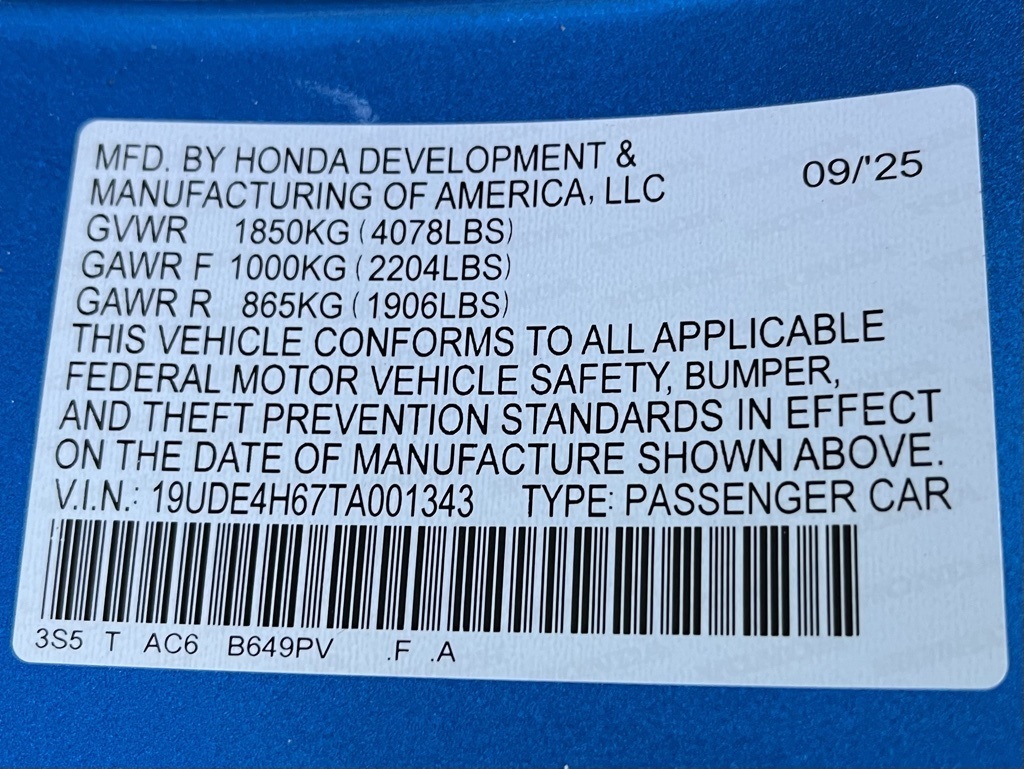 MFD. BY HONDA DEVELOPMENT &
MANUFACTURING OF AMERICA, LLC
09/'25
GVWR 1850KG (4078LBS)
GAWR F 1000KG (2204LBS)
GAWR R 865KG (1906LBS)
THIS VEHICLE CONFORMS TO ALL APPLICABLE
FEDERAL MOTOR VEHICLE SAFETY, BUMPER,
AND THEFT PREVENTION STANDARDS IN EFFECT
ON THE DATE OF MANUFACTURE SHOWN ABOVE.
V.I.N.: 19UDE4H67TA001343 TYPE: PASSENGER CAR
3S5 T AC6 B649PV .F .A